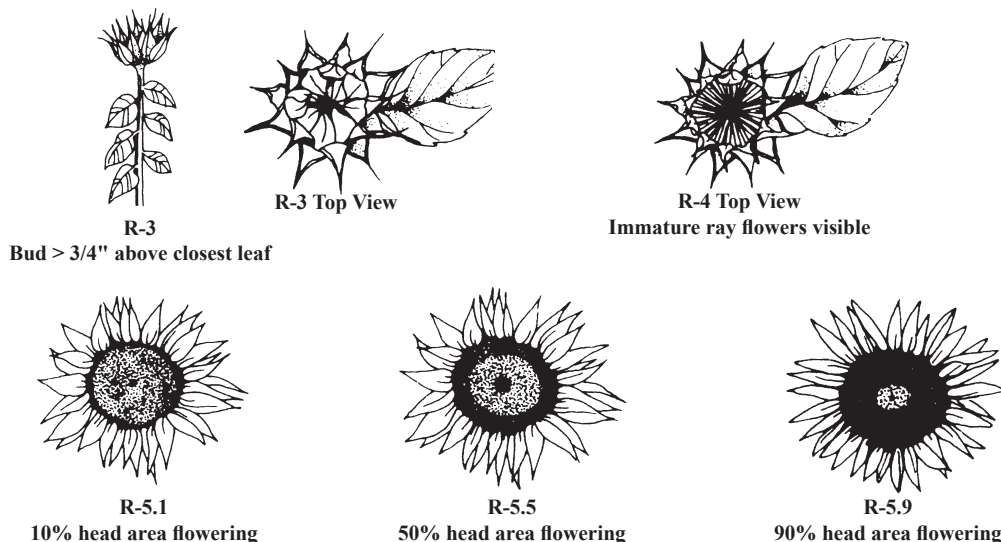 R-3 Top View
R-4 Top View
R-3
Immature ray flowers visible
Bud > 3/4" above closest leaf
R-5.1
R-5.5
R-5.9
10% head area flowering
50% head area flowering
90% head area flowering